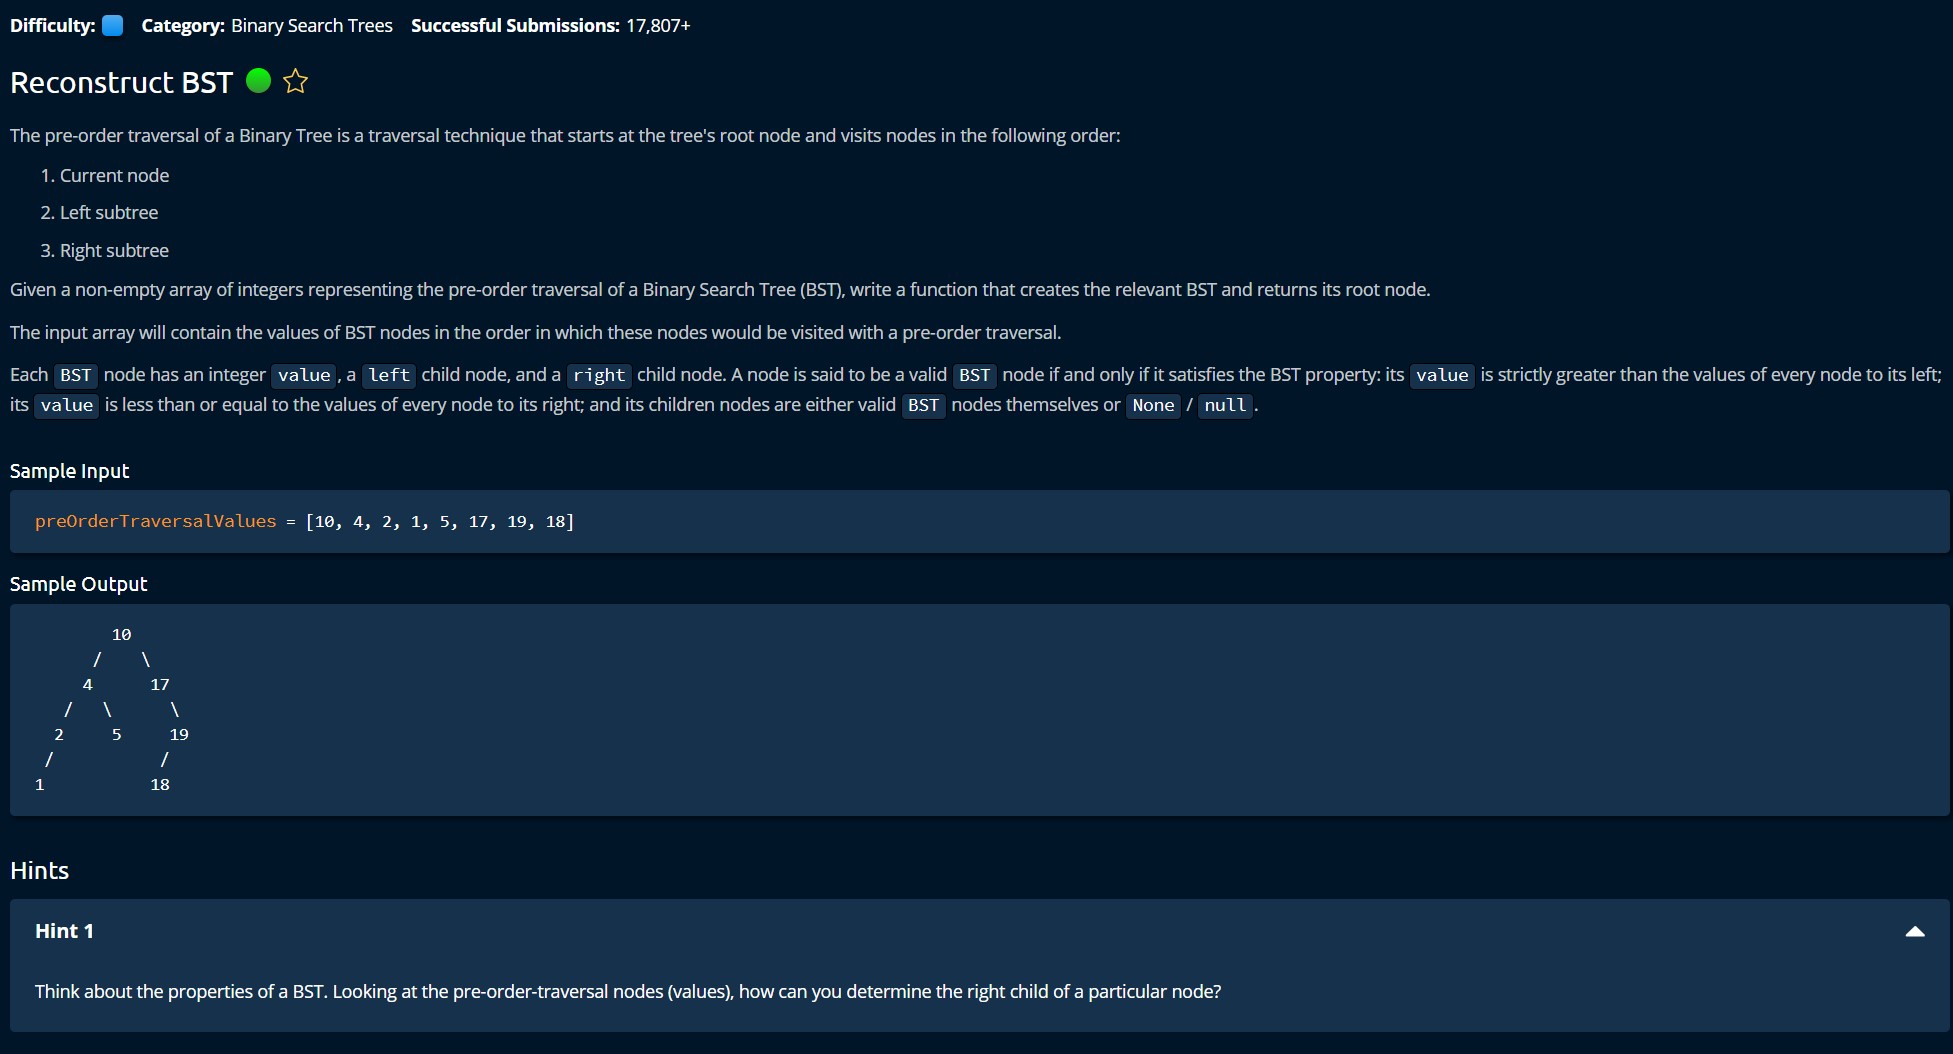 Difficulty: Category: Binary Search Trees Successful Submissions: 17,807+
Reconstruct BST
The pre-order traversal of a Binary Tree is a traversal technique that starts at the tree's root node and visits nodes in the following order:
1. Current node
2. Left subtree
3. Right subtree
Given a non-empty array of integers representing the pre-order traversal of a Binary Search Tree (BST), write a function that creates the relevant BST and returns its root node.
The input array will contain the values of BST nodes in the order in which these nodes would be visited with a pre-order traversal.
Each BST node has an integer value, a left child node, and a right child node. A node is said to be a valid BST node if and only if it satisfies the BST property: its value is strictly greater than the values of every node to its left;
its value is less than or equal to the values of every node to its right; and its children nodes are either valid BST nodes themselves or None / null.
Sample Input
preOrderTraversalValues = [10, 4, 2, 1, 5, 17, 19, 18]
Sample Output
10
/ \
4 17
/ \ \
2 5 19
/ /
1 18
Hints
Hint 1
Think about the properties of a BST. Looking at the pre-order-traversal nodes (values), how can you determine the right child of a particular node?